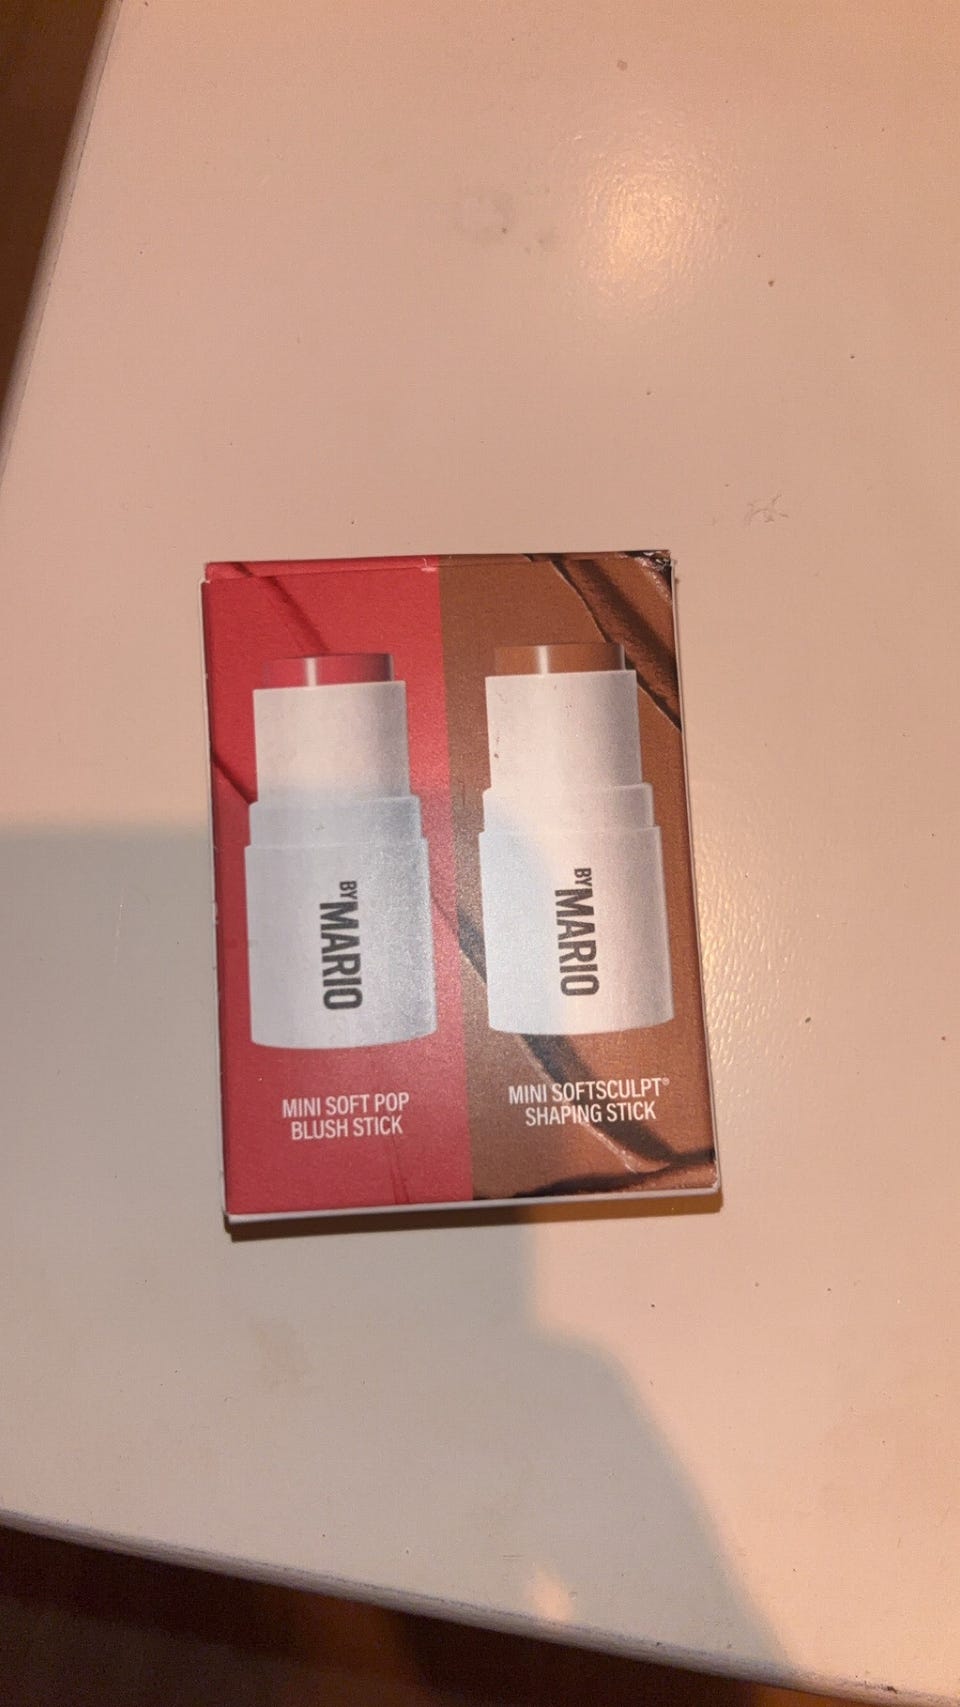 BY MARIO
MINI SOFT POP
BLUSH STICK
BY MARIO
MINI SOFTSCULPT®
SHAPING STICK